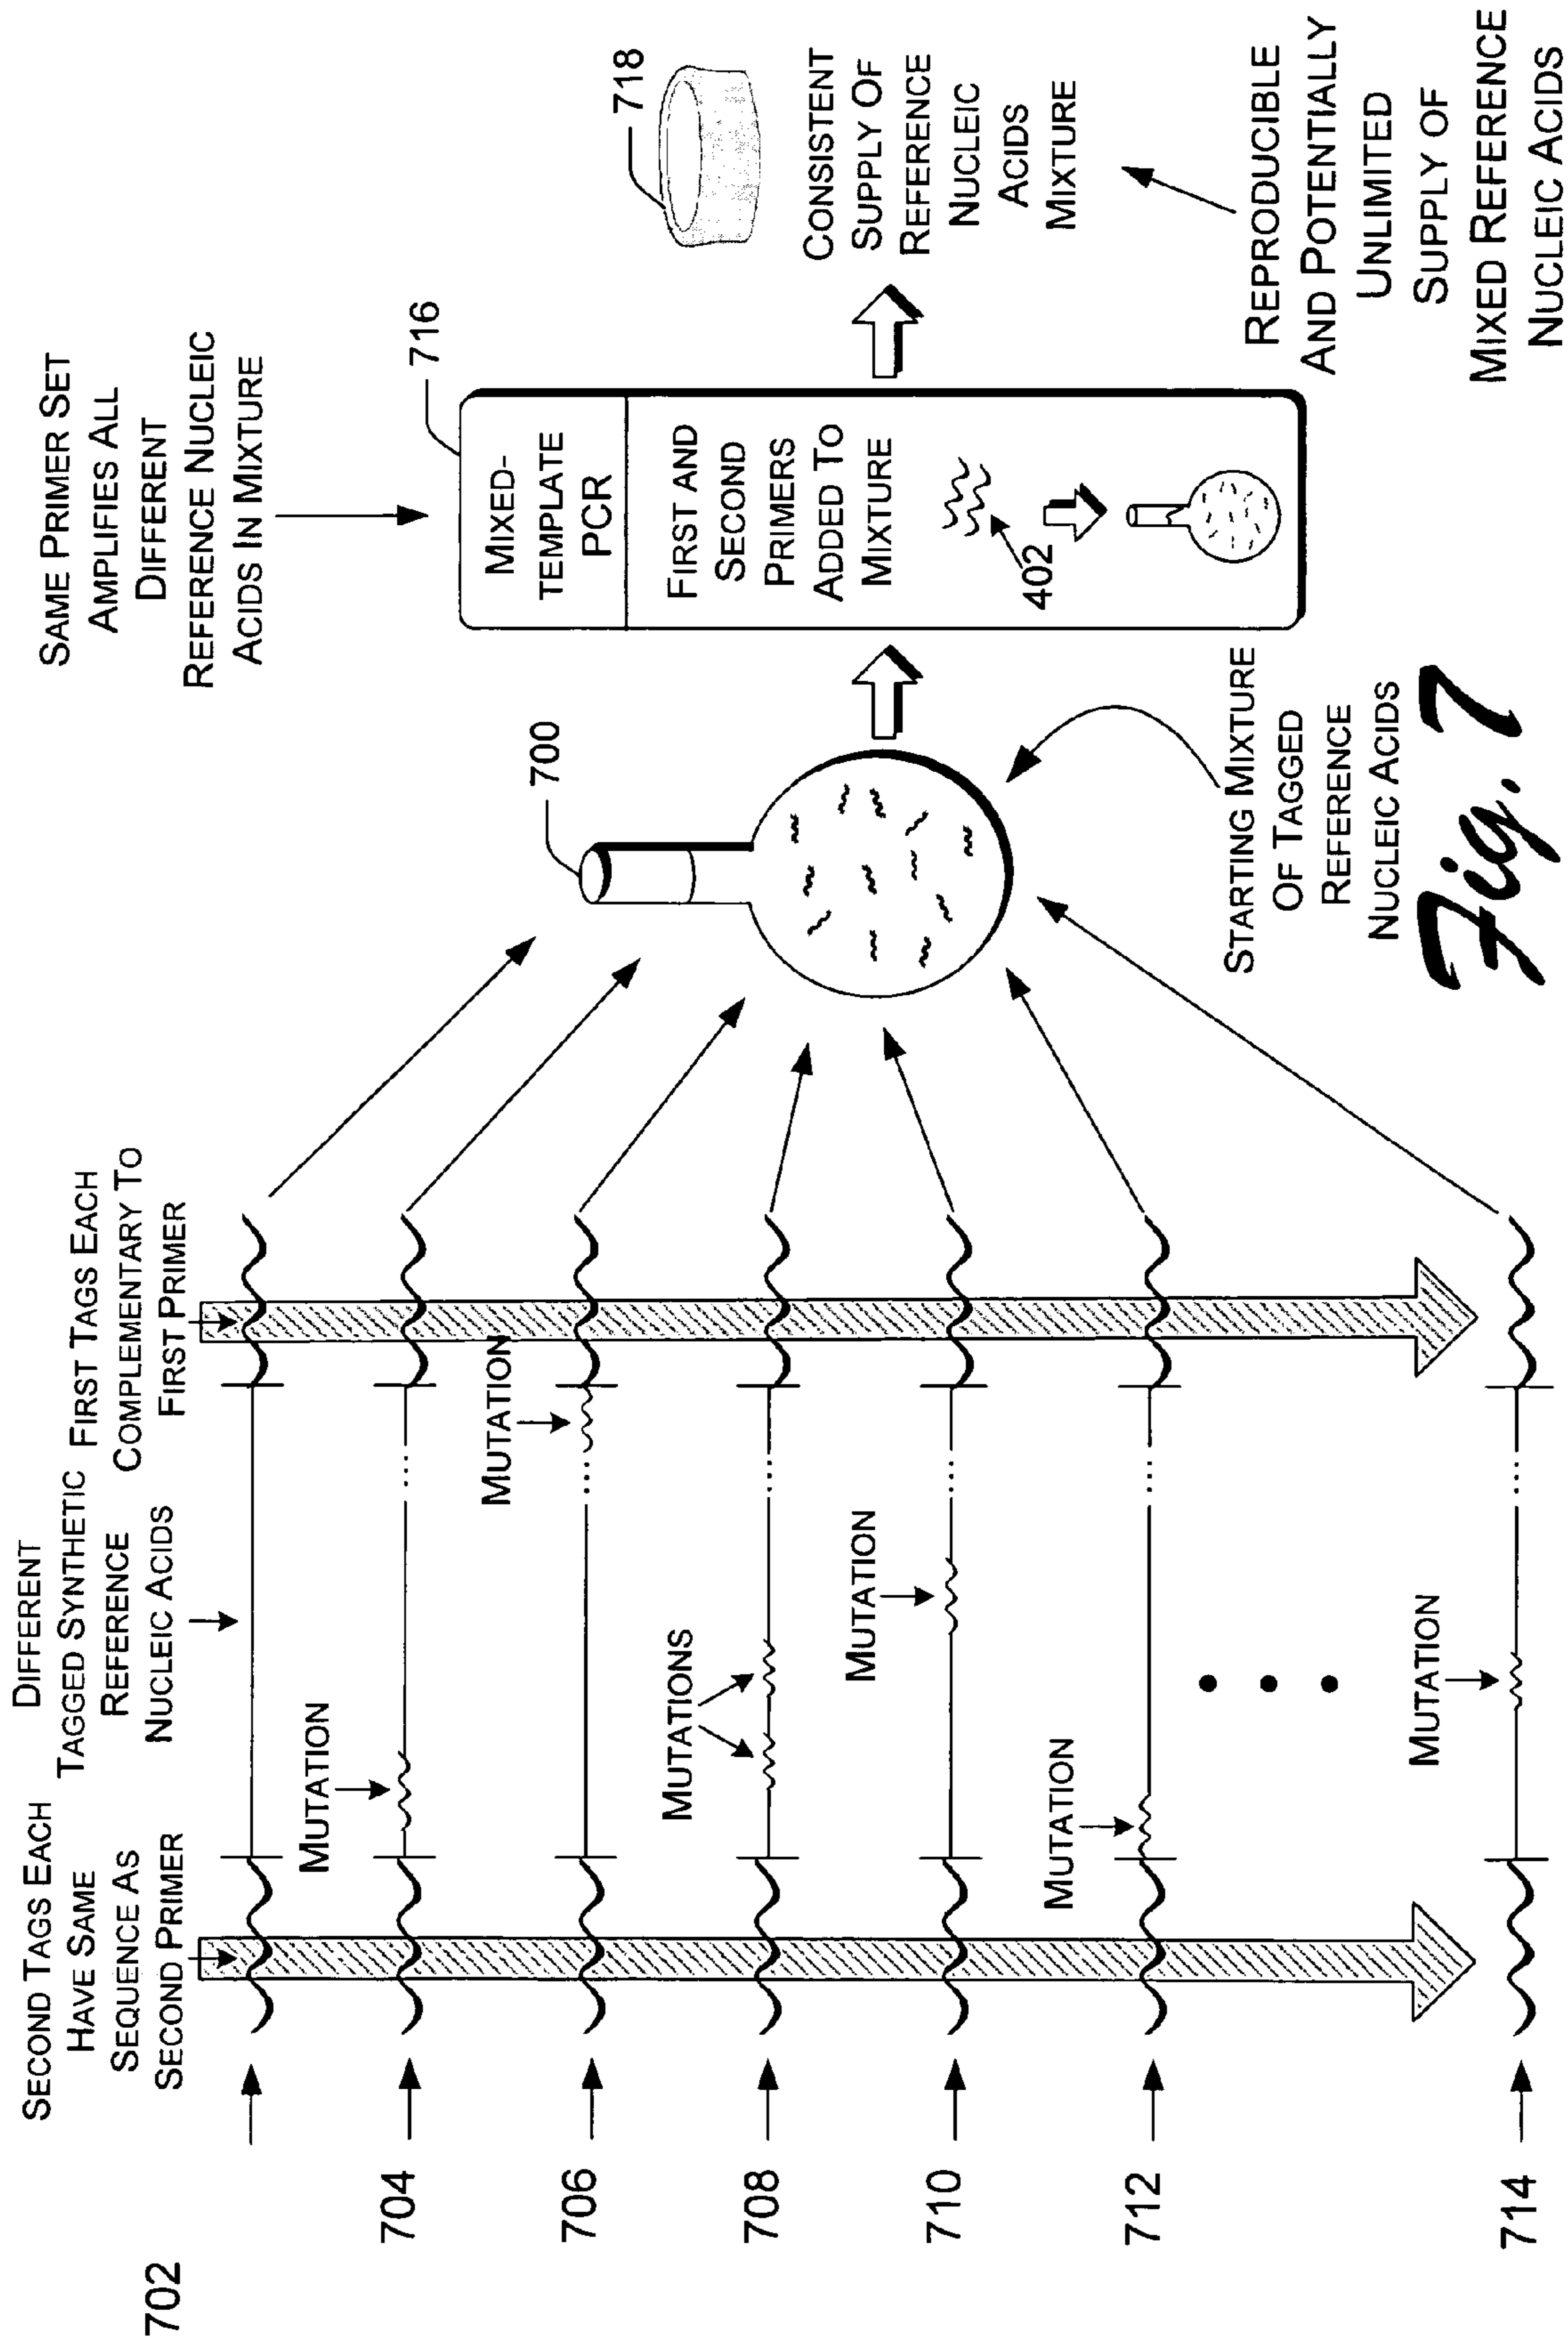 SECOND TAGS EACH
HAVE SAME
SEQUENCE AS
SECOND PRIMER
DIFFERENT
TAGGED SYNTHETIC
REFERENCE
NUCLEIC ACIDS
FIRST TAGS EACH
COMPLEMENTARY TO
FIRST PRIMER
SAME PRIMER SET
AMPLIFIES ALL
DIFFERENT
REFERENCE NUCLEIC
ACIDS IN MIXTURE
702
704
MUTATION
706
MUTATION
708
MUTATIONS
710
MUTATION
712
MUTATION
714
MUTATION
700
STARTING MIXTURE
OF TAGGED
REFERENCE
NUCLEIC ACIDS
716
MIXED-
TEMPLATE
PCR
FIRST AND
SECOND
PRIMERS
ADDED TO
MIXTURE
402
718
CONSISTENT
SUPPLY OF
REFERENCE
NUCLEIC
ACIDS
MIXTURE
REPRODUCIBLE
AND POTENTIALLY
UNLIMITED
SUPPLY OF
MIXED REFERENCE
NUCLEIC ACIDS
Fig. 7